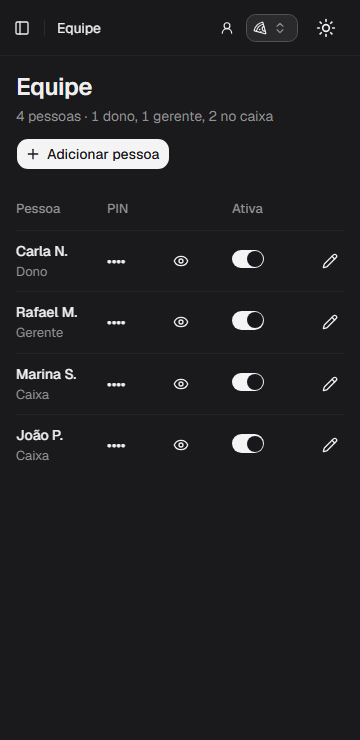 Equipe
Equipe
4 pessoas · 1 dono, 1 gerente, 2 no caixa
Adicionar pessoa
Pessoa PIN Ativa
Carla N.
Dono
••••
Rafael M.
Gerente
••••
Marina S.
Caixa
••••
João P.
Caixa
••••